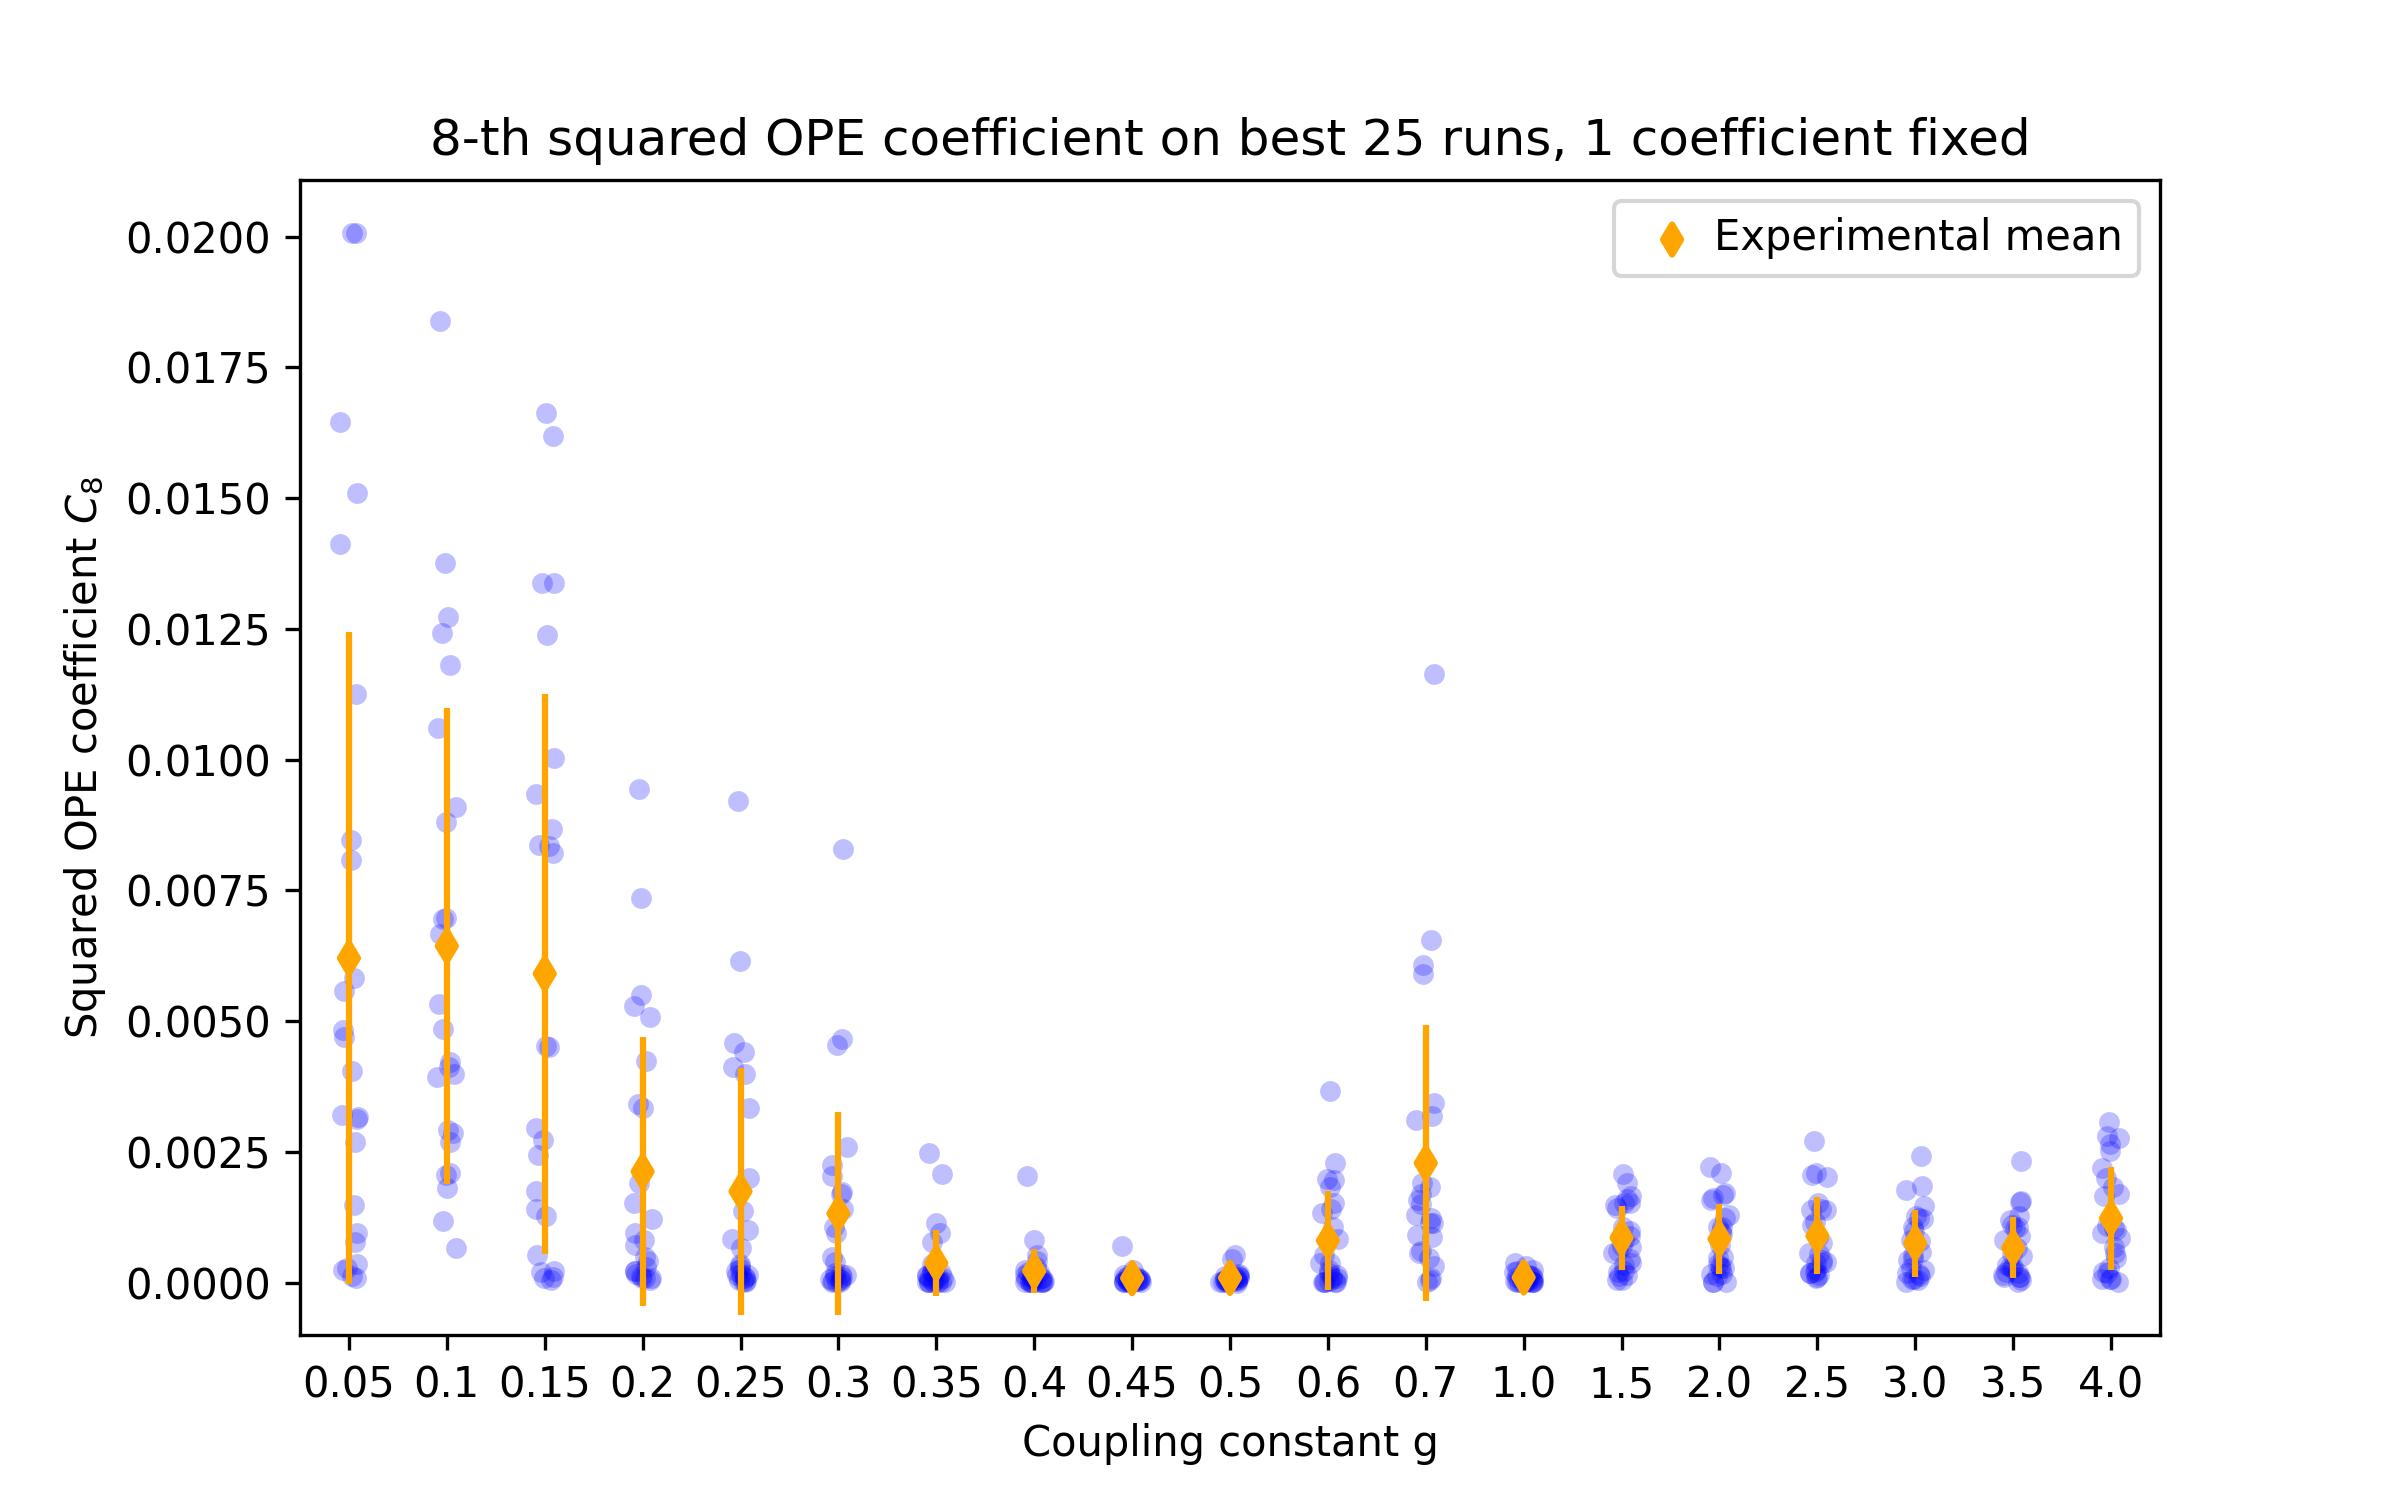 8-th squared OPE coefficient on best 25 runs, 1 coefficient fixed
Experimental mean
Squared OPE coefficient C₈
0.0200
0.0175
0.0150
0.0125
0.0100
0.0075
0.0050
0.0025
0.0000
0.05 0.1 0.15 0.2 0.25 0.3 0.35 0.4 0.45 0.5 0.6 0.7 1.0 1.5 2.0 2.5 3.0 3.5 4.0
Coupling constant g